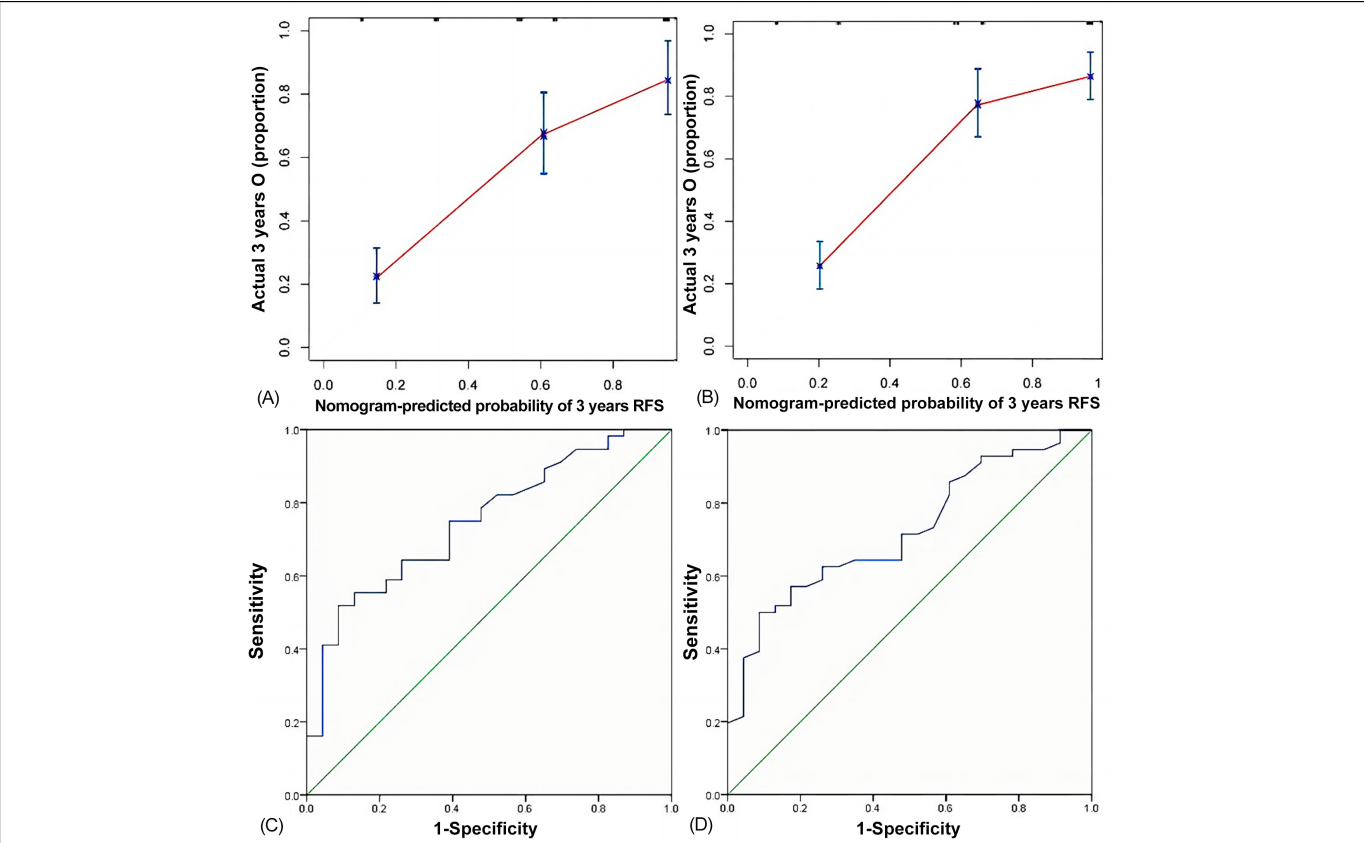 Actual 3 years O (proportion)
1.0
0.8
0.6
0.4
0.2
0.0
0.0 0.2 0.4 0.6 0.8
(A) Nomogram-predicted probability of 3 years RFS
Actual 3 years O (proportion)
1.0
0.8
0.6
0.4
0.2
0.0
0.0 0.2 0.4 0.6 0.8 1
(B) Nomogram-predicted probability of 3 years RFS
Sensitivity
1.0
0.8
0.6
0.4
0.2
0.0
0.0 0.2 0.4 0.6 0.8 1.0
(C) 1-Specificity
Sensitivity
1.0
0.8
0.6
0.4
0.2
0.0
0.0 0.2 0.4 0.6 0.8 1.0
(D) 1-Specificity